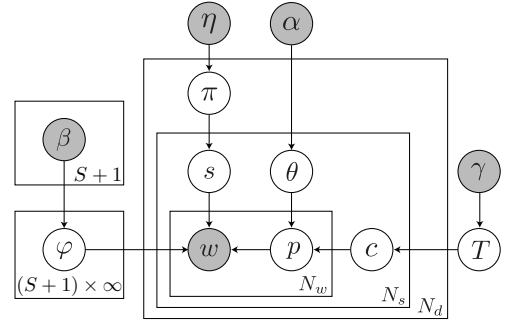 η α
π
β s θ γ
S + 1
φ w p c T
(S + 1) × ∞ N_w
N_s
N_d